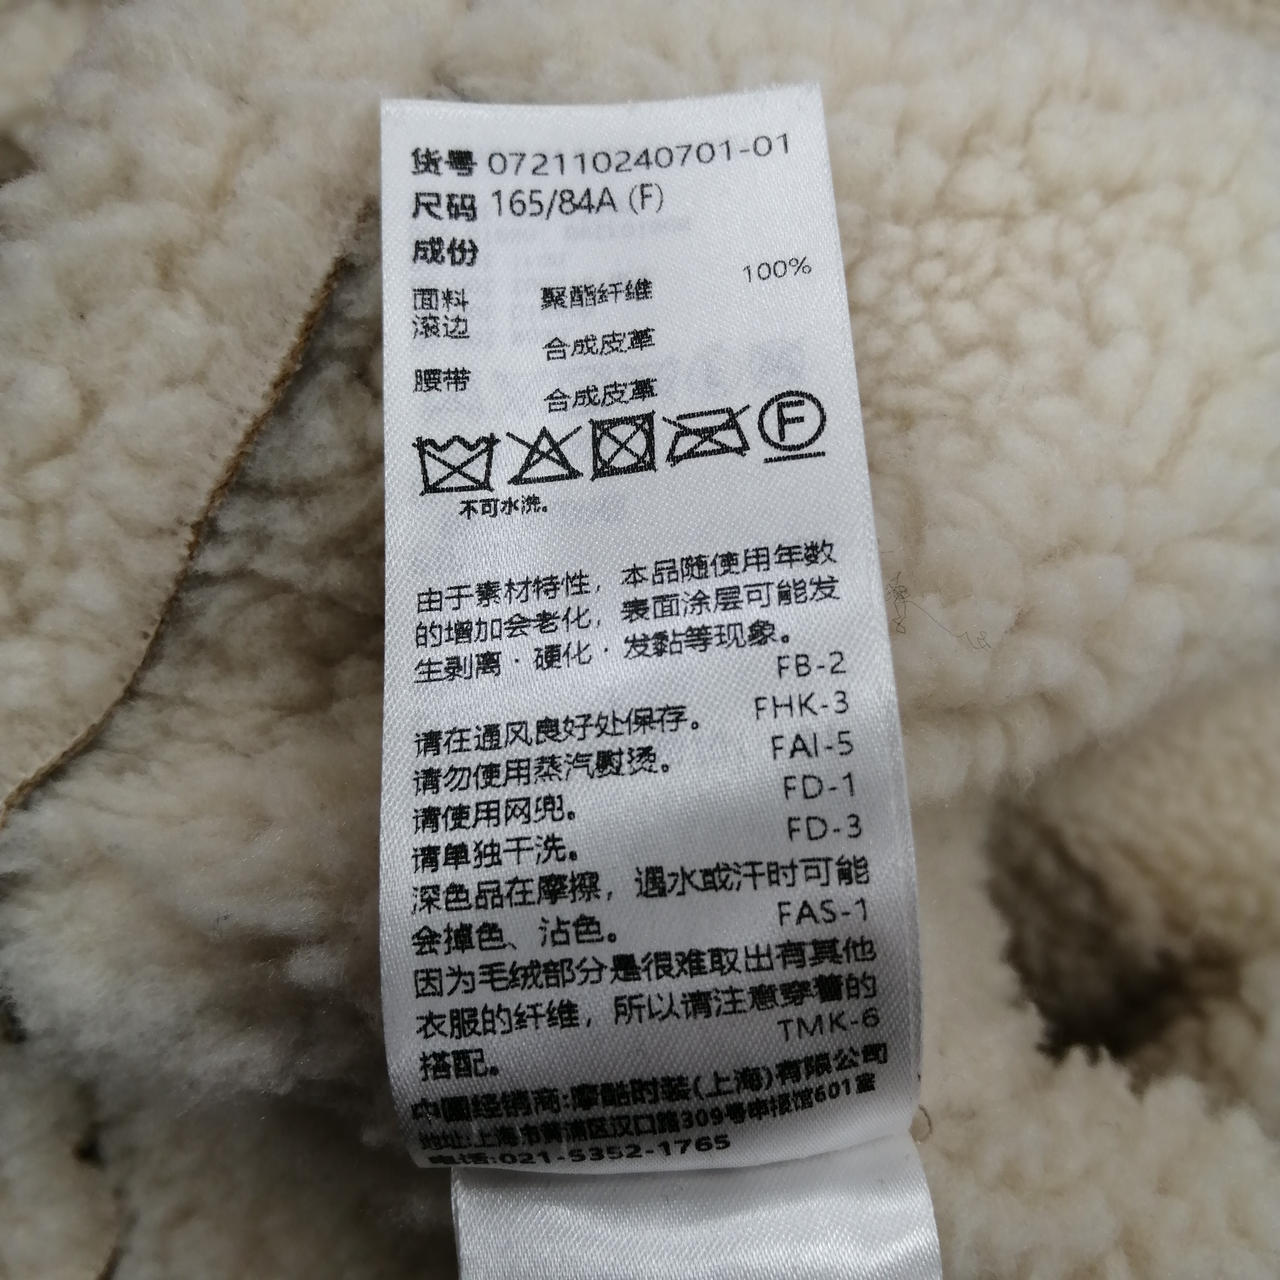 货号 072110240701-01
尺码 165/84A (F)
成份
100%
面料 聚酯纤维
滚边
合成皮革
腰带
合成皮革
F
不可水洗。
由于素材特性，本品随使用年数
的增加会老化，表面涂层可能发
生剥离·硬化·发黏等现象。
FB-2
请在通风良好处保存。 FHK-3
请勿使用蒸汽熨烫。 FAI-5
请使用网兜。 FD-1
请单独干洗。 FD-3
深色品在摩擦，遇水或汗时可能
会掉色、沾色。 FAS-1
因为毛绒部分是很难取出有其他
衣服的纤维，所以请注意穿着的
搭配。 TMK-6
中国经销商:摩酷时装(上海)有限公司
地址:上海市黄浦区汉口路309号申报馆601室
电话:021-5352-1765